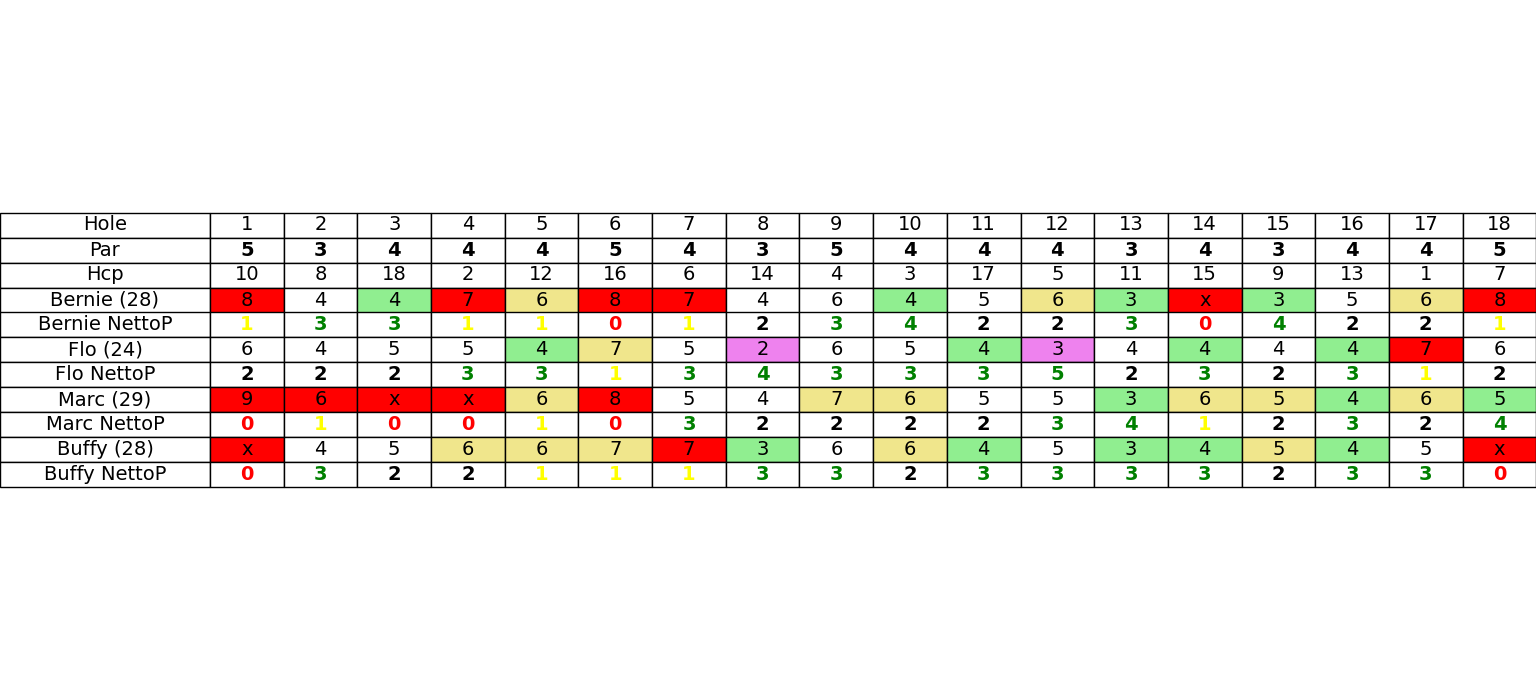 Hole 1 2 3 4 5 6 7 8 9 10 11 12 13 14 15 16 17 18
Par 5 3 4 4 4 5 4 3 5 4 4 4 3 4 3 4 4 5
Hcp 10 8 18 2 12 16 6 14 4 3 17 5 11 15 9 13 1 7
Bernie (28) 8 4 4 7 6 8 7 4 6 4 5 6 3 x 3 5 6 8
Bernie NettoP 1 3 3 1 1 0 1 2 3 4 2 2 3 0 4 2 2 1
Flo (24) 6 4 5 5 4 7 5 2 6 5 4 3 4 4 4 4 7 6
Flo NettoP 2 2 2 3 3 1 3 4 3 3 3 5 2 3 2 3 1 2
Marc (29) 9 6 x x 6 8 5 4 7 6 5 5 3 6 5 4 6 5
Marc NettoP 0 1 0 0 1 0 3 2 2 2 2 3 4 1 2 3 2 4
Buffy (28) x 4 5 6 6 7 7 3 6 6 4 5 3 4 5 4 5 x
Buffy NettoP 0 3 2 2 1 1 1 3 3 2 3 3 3 3 2 3 3 0